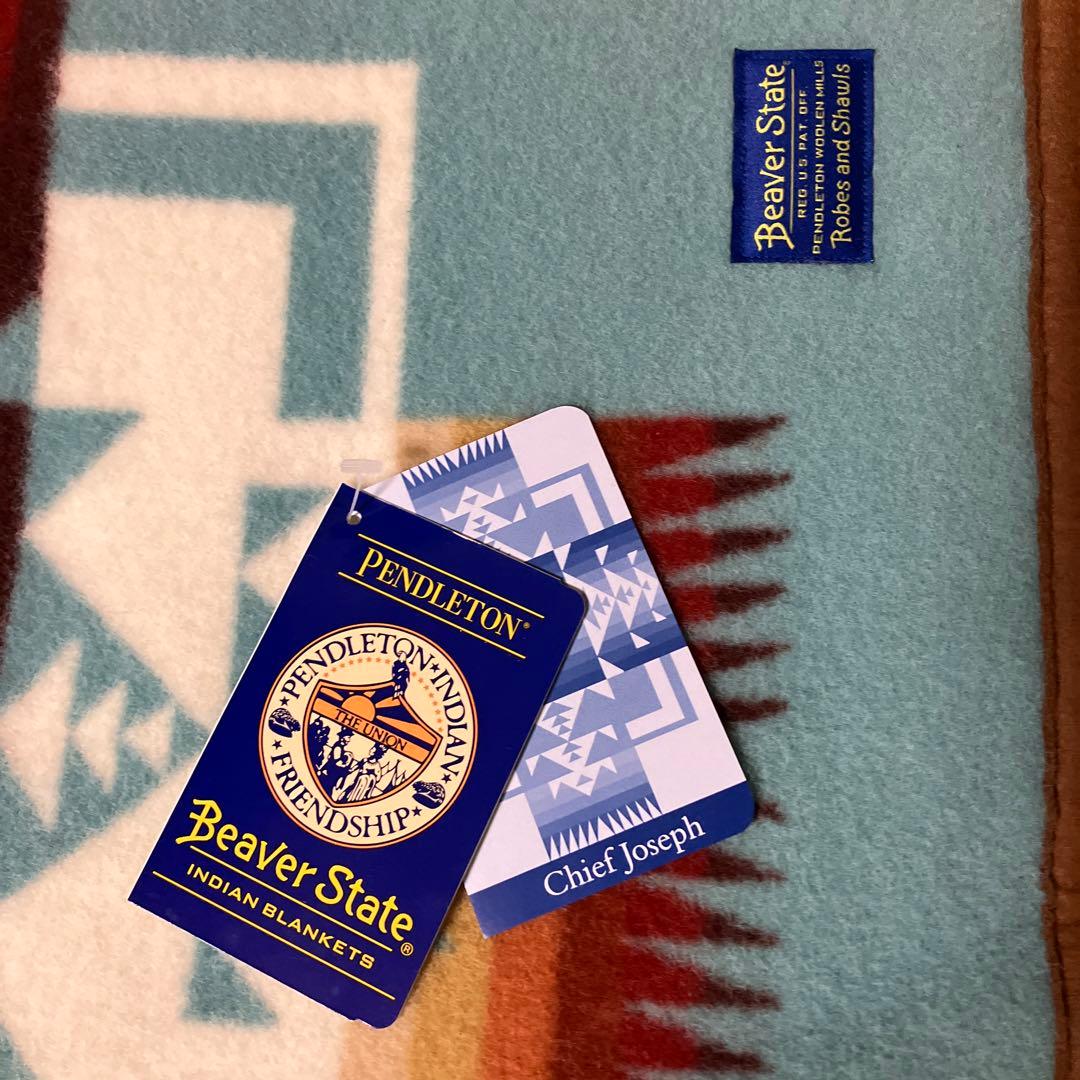 Beaver State®
REG. U.S. PAT. OFF.
PENDLETON WOOLEN MILLS
Robes and Shawls
PENDLETON®
PENDLETON★INDIAN★
★FRIENDSHIP★
THE UNION
Beaver State®
INDIAN BLANKETS
Chief Joseph